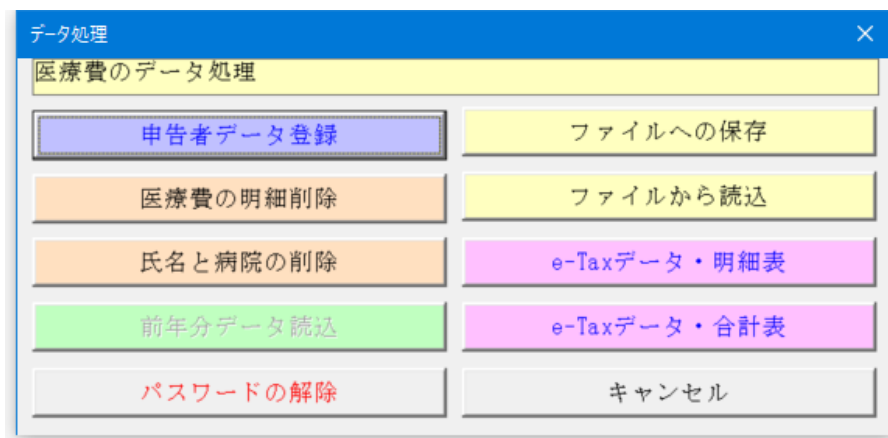 データ処理
医療費のデータ処理
申告者データ登録
ファイルへの保存
医療費の明細削除
ファイルから読込
氏名と病院の削除
e-Taxデータ・明細表
前年分データ読込
e-Taxデータ・合計表
パスワードの解除
キャンセル